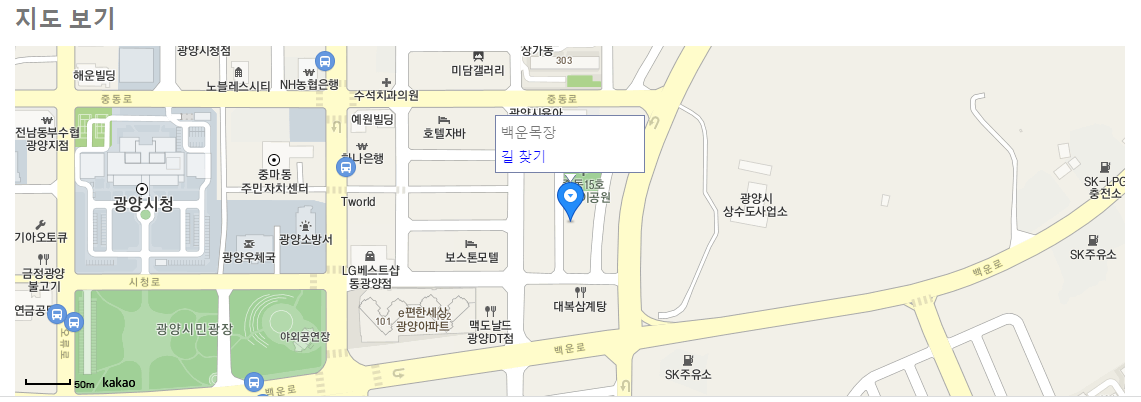 지도 보기
광양시청점
상가동
303
해운빌딩
노블레스시티
NH농협은행
미담갤러리
수석치과의원
중동로
중동로
전남동부수협
광양지점
예원빌딩
호텔자바
백운목장
길 찾기
중마동
주민자치센터
광양시청
Tworld
광양시
상수도사업소
SK-LPG
충전소
기아오토큐
광양소방서
광양우체국
보스톤모텔
SK주유소
금정광양
불고기
LG베스트샵
동광양점
시청로
백운로
대복삼계탕
광양시민광장
야외공연장
101
e편한세상
광양아파트
맥도날드
광양DT점
백운로
SK주유소
50m
kakao
백운로